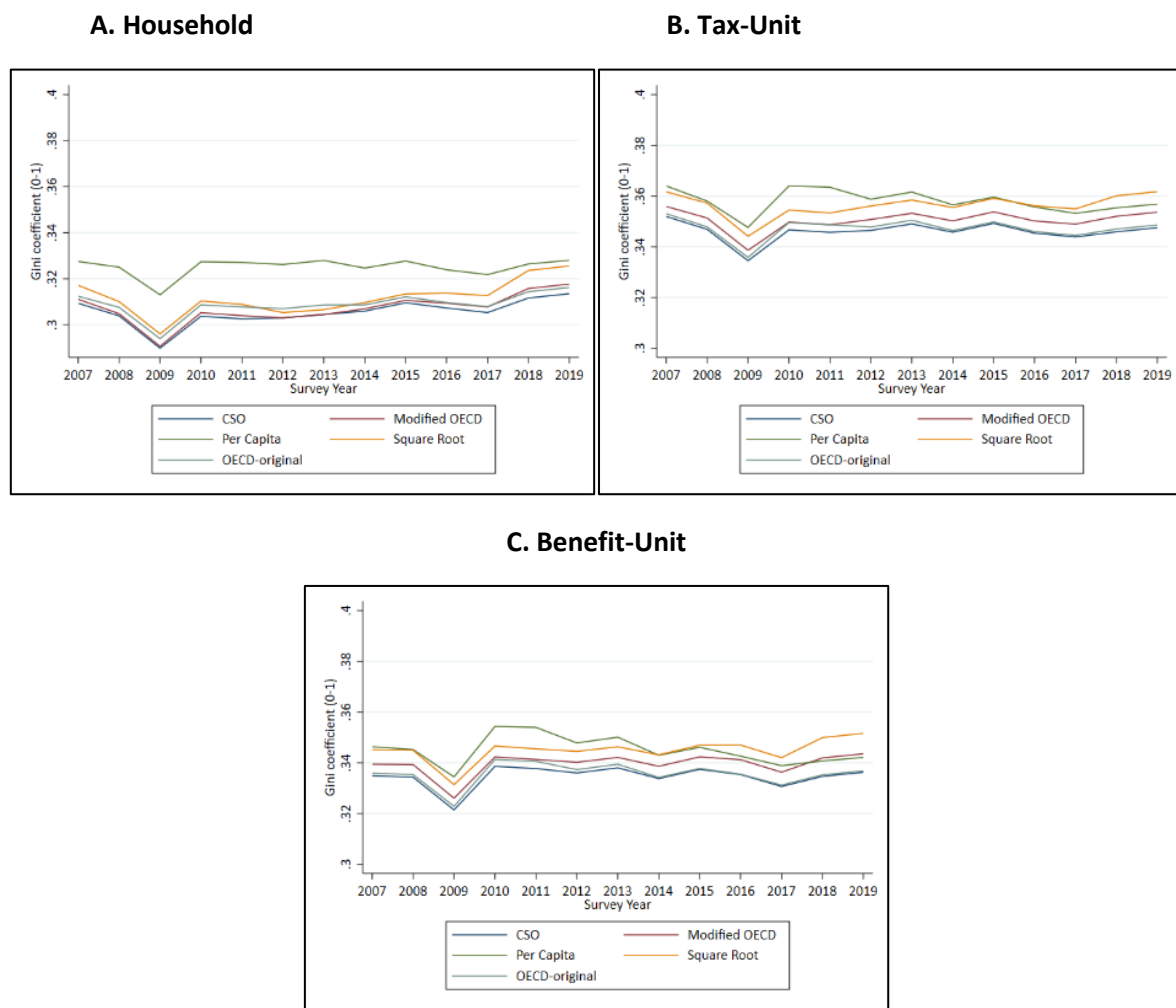 A. Household
B. Tax-Unit
Gini coefficient (0-1)
.4
.38
.36
.34
.32
.3
2007 2008 2009 2010 2011 2012 2013 2014 2015 2016 2017 2018 2019
Survey Year
CSO Modified OECD
Per Capita Square Root
OECD-original
Gini coefficient (0-1)
.4
.38
.36
.34
.32
.3
2007 2008 2009 2010 2011 2012 2013 2014 2015 2016 2017 2018 2019
Survey Year
CSO Modified OECD
Per Capita Square Root
OECD-original
C. Benefit-Unit
Gini coefficient (0-1)
.4
.38
.36
.34
.32
.3
2007 2008 2009 2010 2011 2012 2013 2014 2015 2016 2017 2018 2019
Survey Year
CSO Modified OECD
Per Capita Square Root
OECD-original